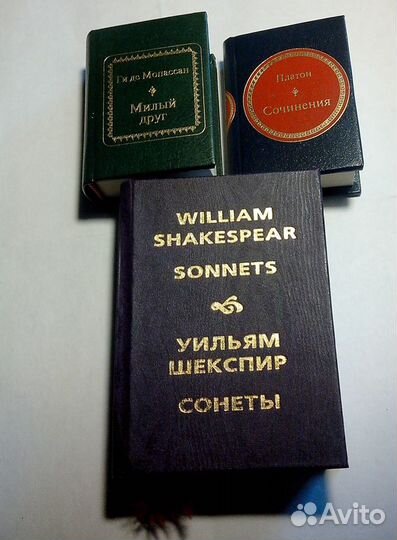 Ги де Мопассан
Милый
друг
Платон
Сочинения
WILLIAM
SHAKESPEAR
SONNETS
УИЛЬЯМ
ШЕКСПИР
СОНЕТЫ
Avito